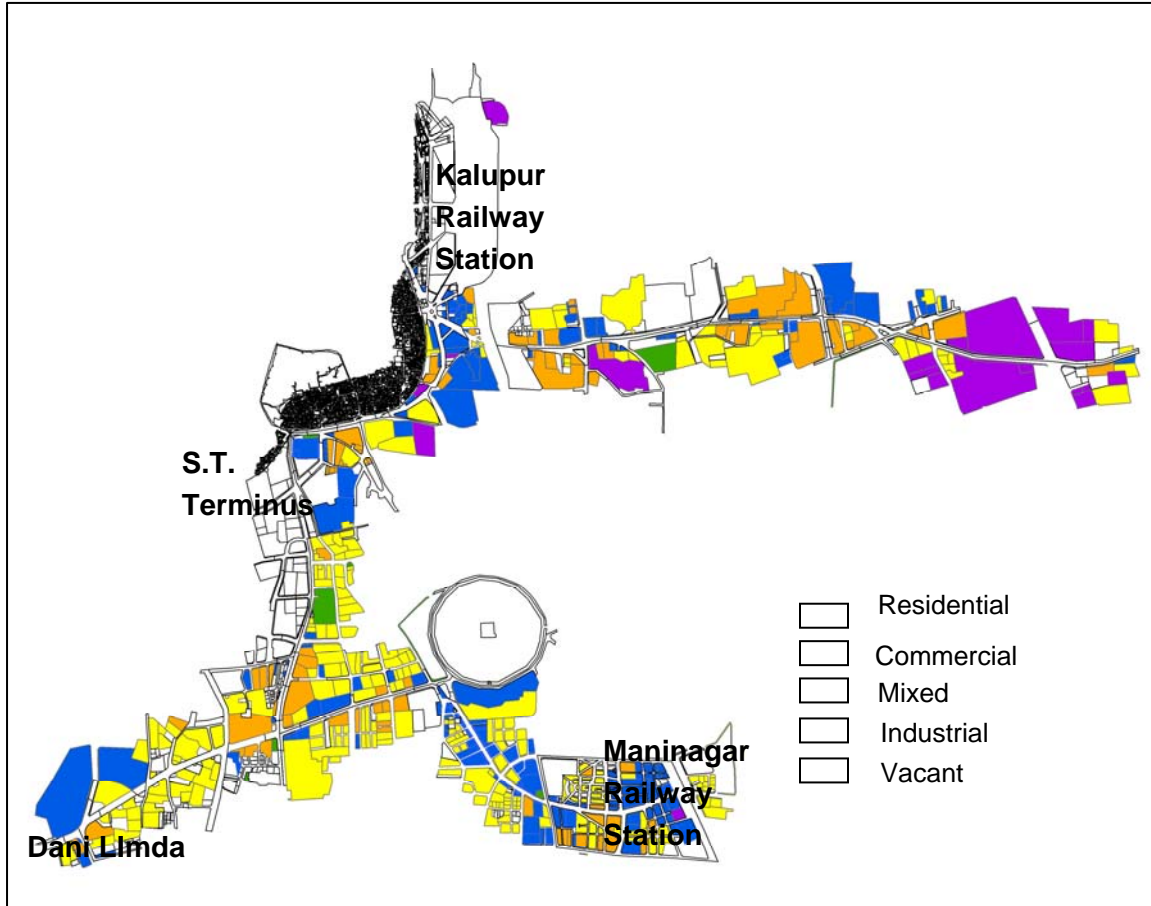 Kalupur
Railway
Station
S.T.
Terminus
Residential
Commercial
Mixed
Industrial
Vacant
Maninagar
Railway
Station
Dani LImda